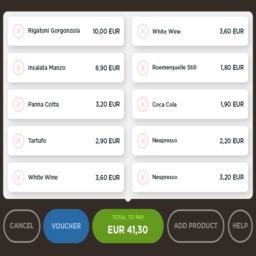 Rigatoni Gorgonzola 10,00 EUR
White Wine 3,60 EUR
Insalata Manzo 8,90 EUR
Roemerquelle Still 1,80 EUR
Panna Cotta 3,20 EUR
Coca Cola 1,90 EUR
Tartufo 2,90 EUR
Nespresso 2,20 EUR
White Wine 3,60 EUR
Nespresso 3,20 EUR
CANCEL
VOUCHER
TOTAL TO PAY
EUR 41,30
ADD PRODUCT
HELP